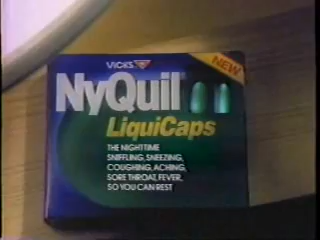 VICKS
NEW
NyQuil
LiquiCaps
THE NIGHTTIME
SNIFFLING, SNEEZING,
COUGHING, ACHING,
SORE THROAT, FEVER,
SO YOU CAN REST